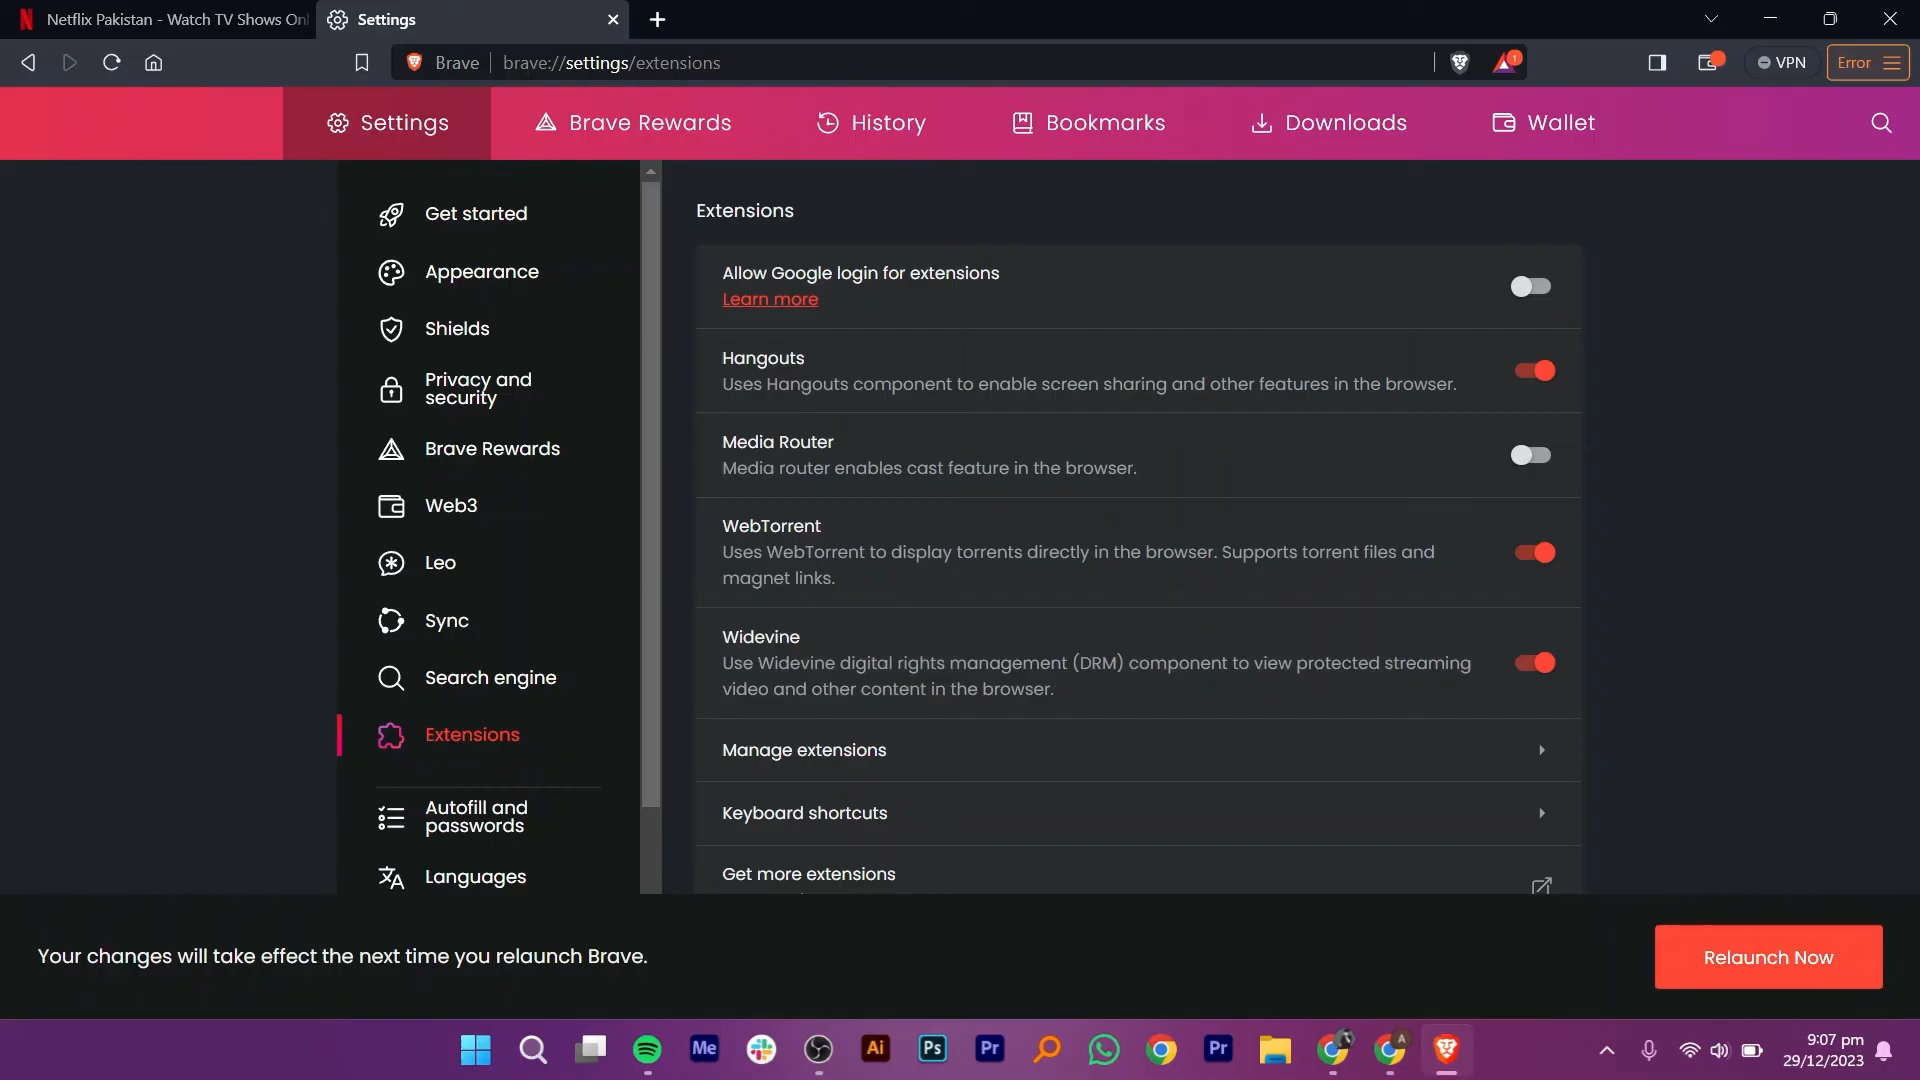 Netflix Pakistan - Watch TV Shows Onl
Settings
Brave
brave://settings/extensions
1
VPN
Error
Settings
Brave Rewards
History
Bookmarks
Downloads
Wallet
Get started
Appearance
Shields
Privacy and
security
Brave Rewards
Web3
Leo
Sync
Search engine
Extensions
Autofill and
passwords
Languages
Extensions
Allow Google login for extensions
Learn more
Hangouts
Uses Hangouts component to enable screen sharing and other features in the browser.
Media Router
Media router enables cast feature in the browser.
WebTorrent
Uses WebTorrent to display torrents directly in the browser. Supports torrent files and
magnet links.
Widevine
Use Widevine digital rights management (DRM) component to view protected streaming
video and other content in the browser.
Manage extensions
Keyboard shortcuts
Get more extensions
Your changes will take effect the next time you relaunch Brave.
Relaunch Now
Me
Ai
Ps
Pr
Pr
A
9:07 pm
29/12/2023